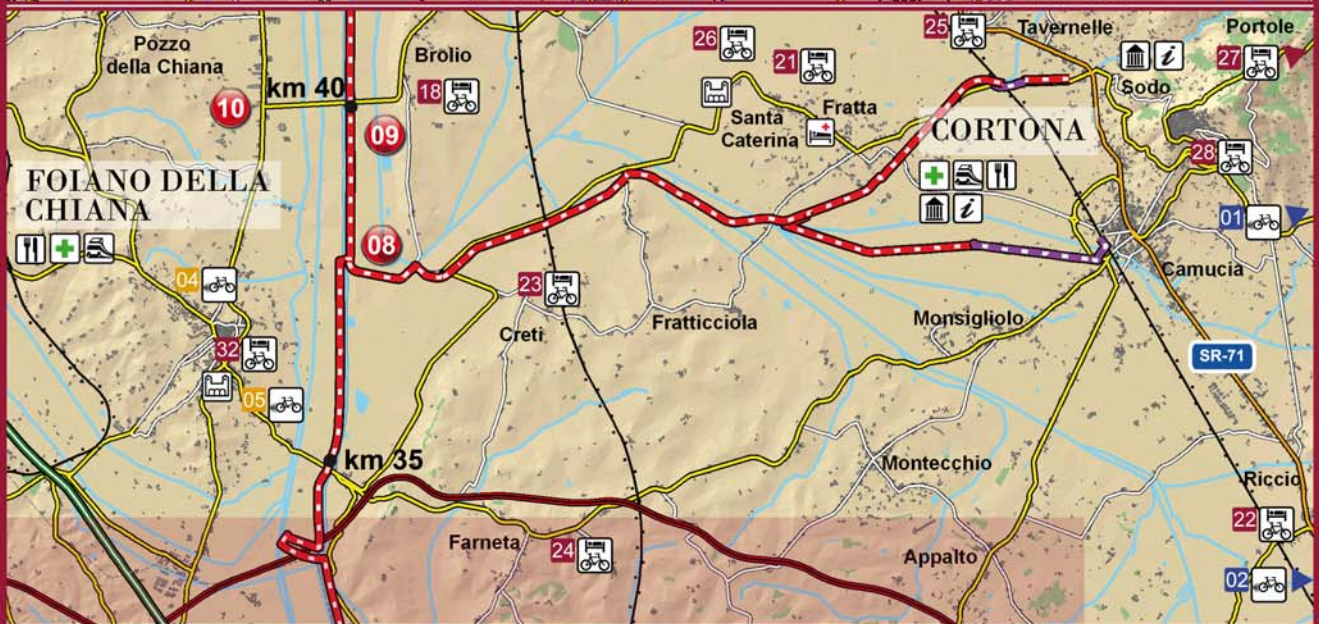 Pozzo
della Chiana
Brolio
km 40
10
18
09
26
21
25
Tavernelle
Portole
27
Sodo
Santa
Caterina
Fratta
CORTONA
28
FOIANO DELLA
CHIANA
08
01
04
23
Creti
Fratticciola
Camucia
Monsigliolo
32
SR-71
05
km 35
Montecchio
Riccio
22
Farneta
24
Appalto
02